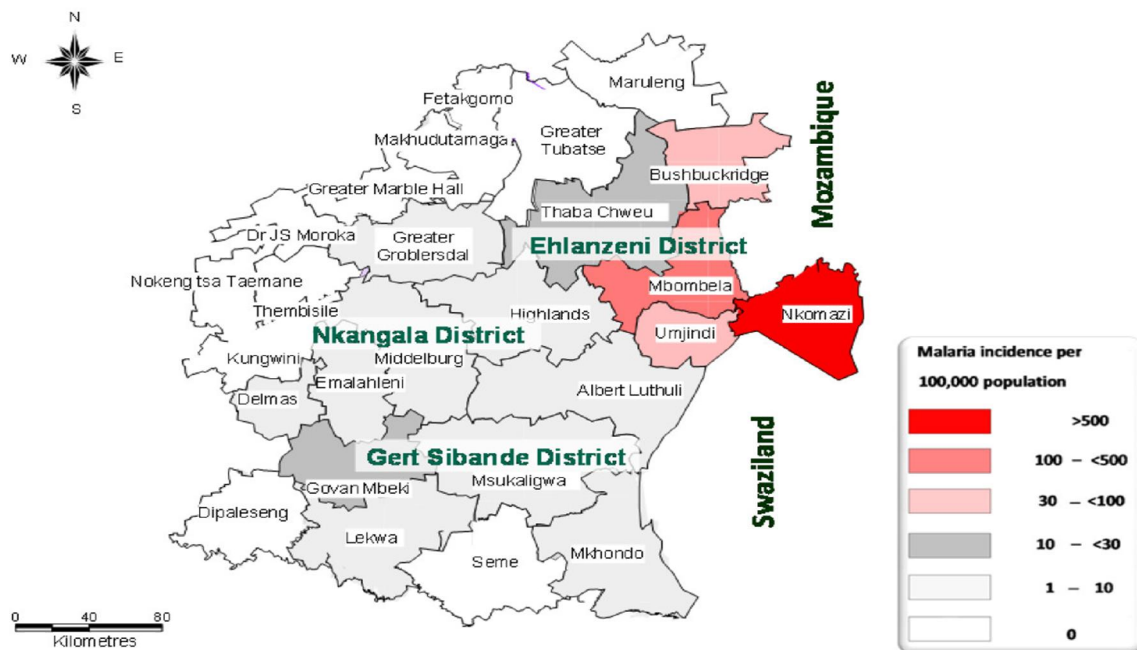 N
W E
S
Maruleng
Fetakgomo
Greater
Tubatse
Makhudutamaga
Bushbuckridge
Greater Marble Hall
Thaba Chweu
Mozambique
Dr JS Moroka
Greater
Groblersdal
Ehlanzeni District
Nokeng tsa Taemane
Mbombela
Thembisile
Highlands
Nkomazi
Nkangala District
Umjindi
Kungwini
Middelburg
Emalahleni
Albert Luthuli
Delmas
Gert Sibande District
Msukaligwa
Govan Mbeki
Swaziland
Dipaleseng
Lekwa
Seme
Mkhondo
Malaria incidence per
100,000 population
>500
100 – <500
30 – <100
10 – <30
1 – 10
0
0 40 80
Kilometres